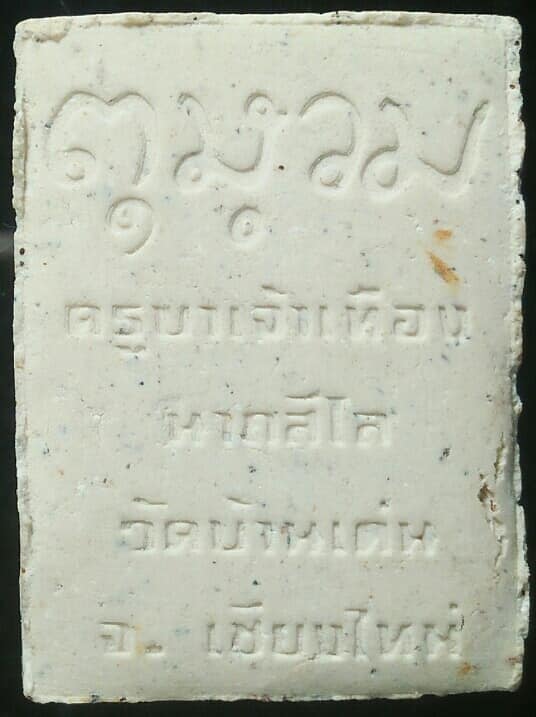 ครูบาเจ้าเทือง
นาถสีโล
วัดบ้านเด่น
จ. เชียงใหม่